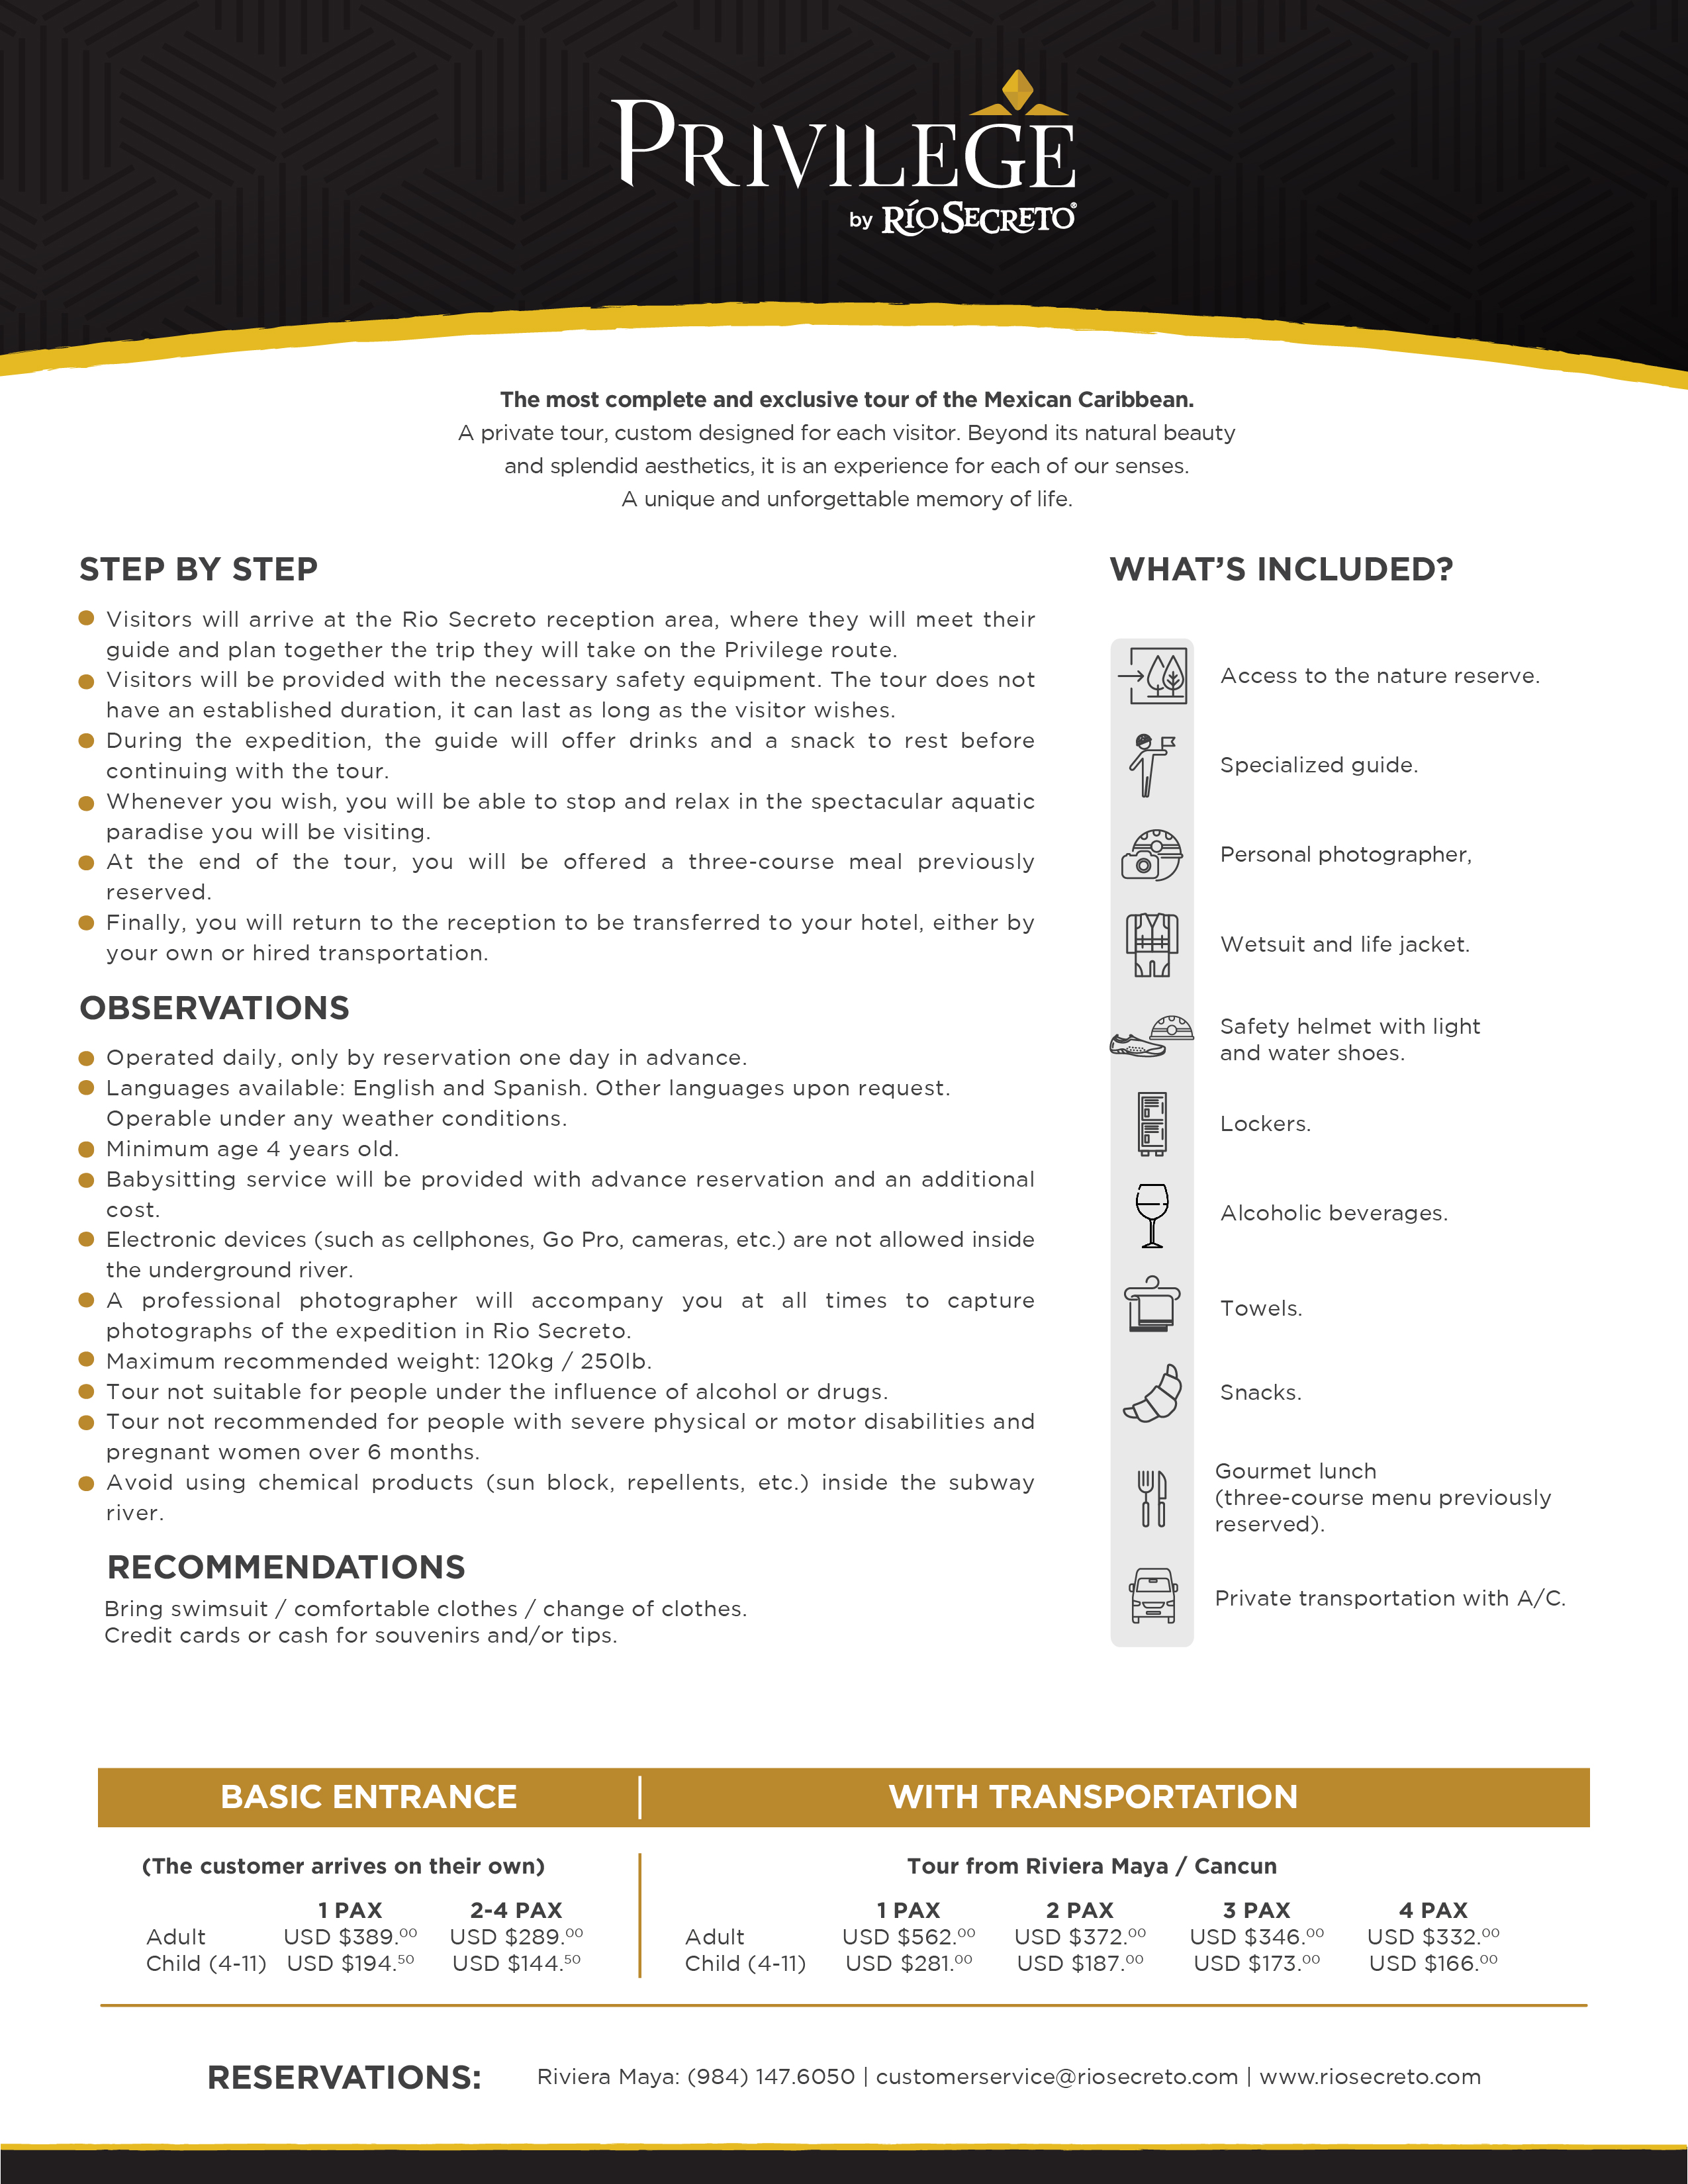 PRIVILEGE
by RÍO SECRETO®
The most complete and exclusive tour of the Mexican Caribbean.
A private tour, custom designed for each visitor. Beyond its natural beauty
and splendid aesthetics, it is an experience for each of our senses.
A unique and unforgettable memory of life.
STEP BY STEP
Visitors will arrive at the Rio Secreto reception area, where they will meet their
guide and plan together the trip they will take on the Privilege route.
Visitors will be provided with the necessary safety equipment. The tour does not
have an established duration, it can last as long as the visitor wishes.
During the expedition, the guide will offer drinks and a snack to rest before
continuing with the tour.
Whenever you wish, you will be able to stop and relax in the spectacular aquatic
paradise you will be visiting.
At the end of the tour, you will be offered a three-course meal previously
reserved.
Finally, you will return to the reception to be transferred to your hotel, either by
your own or hired transportation.
OBSERVATIONS
Operated daily, only by reservation one day in advance.
Languages available: English and Spanish. Other languages upon request.
Operable under any weather conditions.
Minimum age 4 years old.
Babysitting service will be provided with advance reservation and an additional
cost.
Electronic devices (such as cellphones, Go Pro, cameras, etc.) are not allowed inside
the underground river.
A professional photographer will accompany you at all times to capture
photographs of the expedition in Rio Secreto.
Maximum recommended weight: 120kg / 250lb.
Tour not suitable for people under the influence of alcohol or drugs.
Tour not recommended for people with severe physical or motor disabilities and
pregnant women over 6 months.
Avoid using chemical products (sun block, repellents, etc.) inside the subway
river.
RECOMMENDATIONS
Bring swimsuit / comfortable clothes / change of clothes.
Credit cards or cash for souvenirs and/or tips.
WHAT'S INCLUDED?
Access to the nature reserve.
Specialized guide.
Personal photographer,
Wetsuit and life jacket.
Safety helmet with light
and water shoes.
Lockers.
Alcoholic beverages.
Towels.
Snacks.
Gourmet lunch
(three-course menu previously
reserved).
Private transportation with A/C.
BASIC ENTRANCE
(The customer arrives on their own)
1 PAX 2-4 PAX
Adult USD $389.00 USD $289.00
Child (4-11) USD $194.50 USD $144.50
WITH TRANSPORTATION
Tour from Riviera Maya / Cancun
1 PAX 2 PAX 3 PAX 4 PAX
Adult USD $562.00 USD $372.00 USD $346.00 USD $332.00
Child (4-11) USD $281.00 USD $187.00 USD $173.00 USD $166.00
RESERVATIONS: Riviera Maya: (984) 147.6050 | customerservice@riosecreto.com | www.riosecreto.com